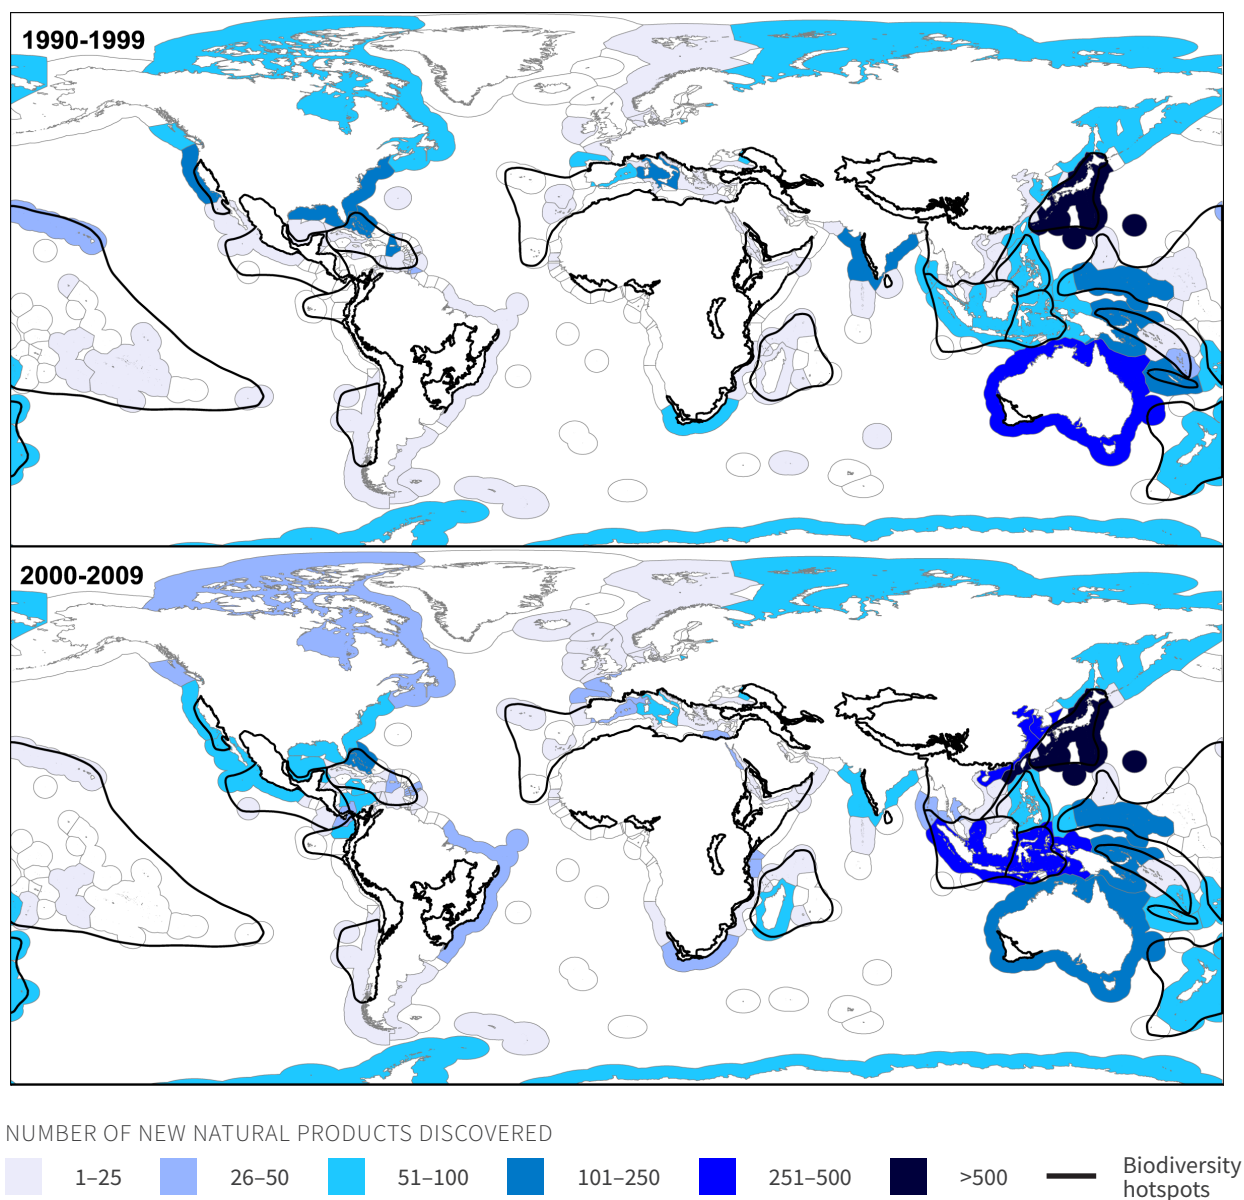 1990-1999
2000-2009
NUMBER OF NEW NATURAL PRODUCTS DISCOVERED
1–25 26–50 51–100 101–250 251–500 >500 Biodiversity
hotspots